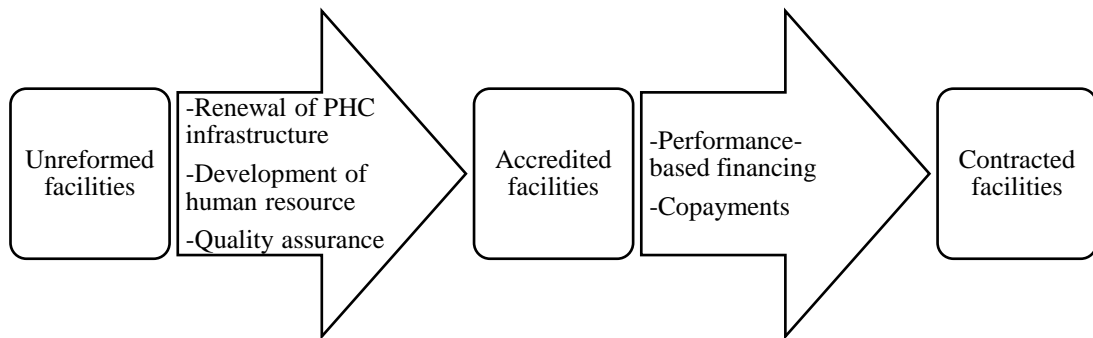 Unreformed
facilities
-Renewal of PHC
infrastructure
-Development of
human resource
-Quality assurance
Accredited
facilities
-Performance-
based financing
-Copayments
Contracted
facilities